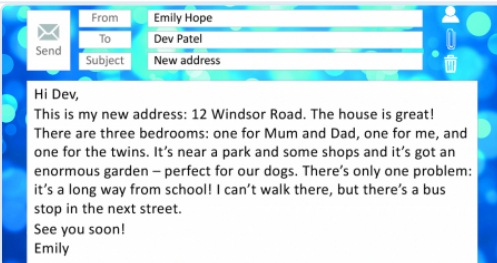 From Emily Hope
To Dev Patel
Send
Subject New address
Hi Dev,
This is my new address: 12 Windsor Road. The house is great!
There are three bedrooms: one for Mum and Dad, one for me, and
one for the twins. It’s near a park and some shops and it’s got an
enormous garden – perfect for our dogs. There’s only one problem:
it’s a long way from school! I can’t walk there, but there’s a bus
stop in the next street.
See you soon!
Emily